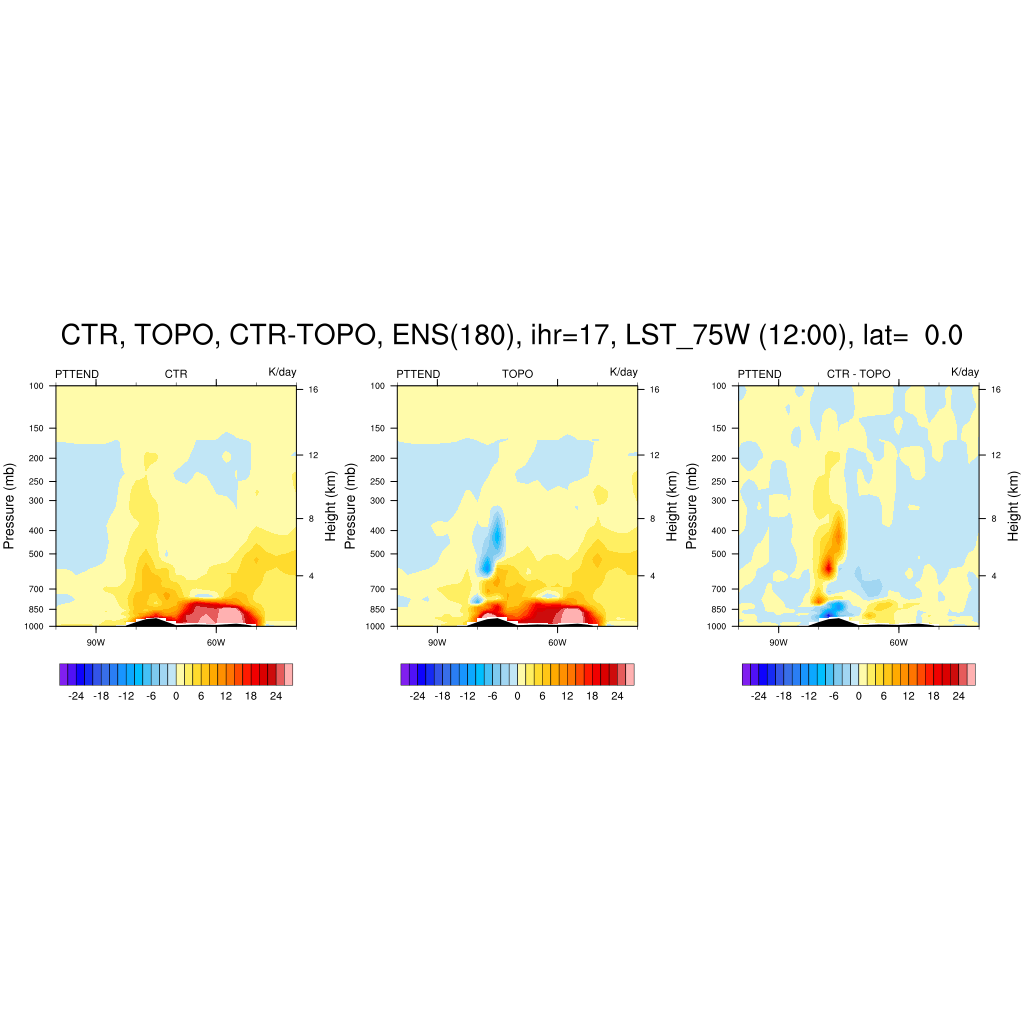 CTR, TOPO, CTR-TOPO, ENS(180), ihr=17, LST_75W (12:00), lat=  0.0
PTTEND CTR K/day
100
150
200
250
300
400
500
700
850
1000
Pressure (mb)
16
12
8
4
Height (km)
90W 60W
-24 -18 -12 -6 0 6 12 18 24
PTTEND TOPO K/day
100
150
200
250
300
400
500
700
850
1000
Pressure (mb)
16
12
8
4
Height (km)
90W 60W
-24 -18 -12 -6 0 6 12 18 24
PTTEND CTR - TOPO K/day
100
150
200
250
300
400
500
700
850
1000
Pressure (mb)
16
12
8
4
Height (km)
90W 60W
-24 -18 -12 -6 0 6 12 18 24